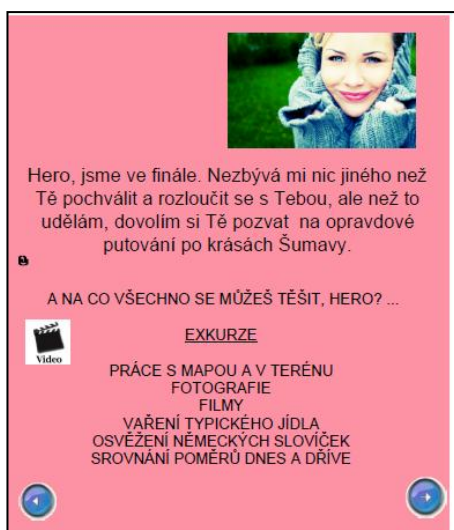 Hero, jsme ve finále. Nezbývá mi nic jiného než
Tě pochválit a rozloučit se s Tebou, ale než to
udělám, dovolím si Tě pozvat na opravdové
putování po krásách Šumavy.
A NA CO VŠECHNO SE MŮŽEŠ TĚŠIT, HERO? ...
EXKURZE
Video
PRÁCE S MAPOU A V TERÉNU
FOTOGRAFIE
FILMY
VAŘENÍ TYPICKÉHO JÍDLA
OSVĚŽENÍ NĚMECKÝCH SLOVÍČEK
SROVNÁNÍ POMĚRŮ DNES A DŘÍVE